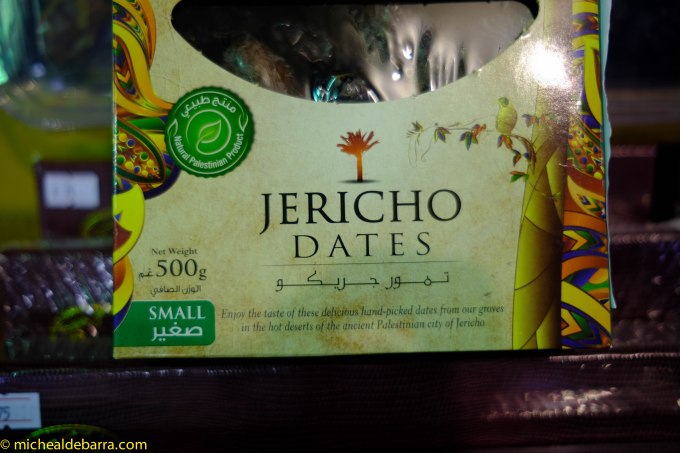 منتج طبيعي
Natural Palestinian Product
JERICHO
DATES
تمور جريكو
Net Weight
500g غم
الوزن الصافي
SMALL
صغير
Enjoy the taste of these delicious hand-picked dates from our groves
in the hot deserts of the ancient Palestinian city of Jericho
© michealdebarra.com